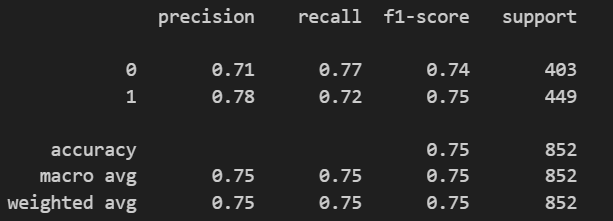 precision recall f1-score support
0 0.71 0.77 0.74 403
1 0.78 0.72 0.75 449
accuracy 0.75 852
macro avg 0.75 0.75 0.75 852
weighted avg 0.75 0.75 0.75 852